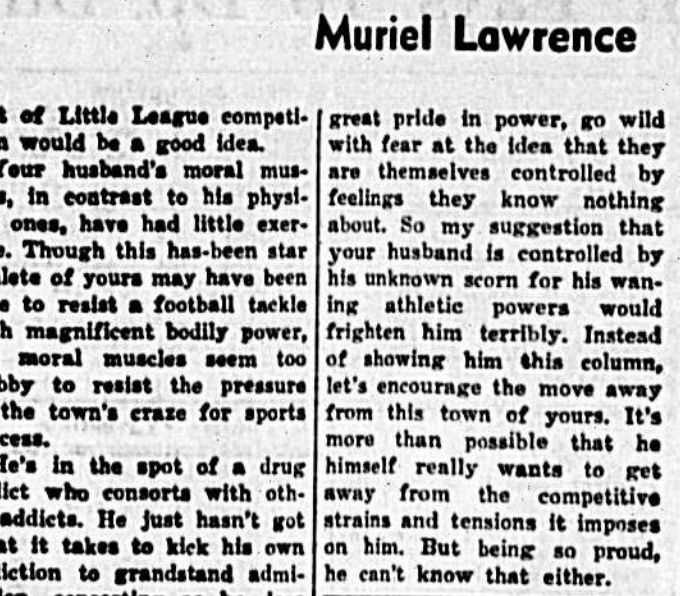 Muriel Lawrence
t of Little League competi-
n would be a good idea.
Your husband's moral mus-
s, in contrast to his physi-
ones, have had little exer-
e. Though this has-been star
lete of yours may have been
e to resist a football tackle
h magnificent bodily power,
moral muscles seem too
bby to resist the pressure
the town's craze for sports
cess.
He's in the spot of a drug
dict who consorts with oth-
addicts. He just hasn't got
at it takes to kick his own
diction to grandstand admi-
great pride in power, go wild
with fear at the idea that they
are themselves controlled by
feelings they know nothing
about. So my suggestion that
your husband is controlled by
his unknown scorn for his wan-
ing athletic powers would
frighten him terribly. Instead
of showing him this column,
let's encourage the move away
from this town of yours. It's
more than possible that he
himself really wants to get
away from the competitive
strains and tensions it imposes
on him. But being so proud,
he can't know that either.